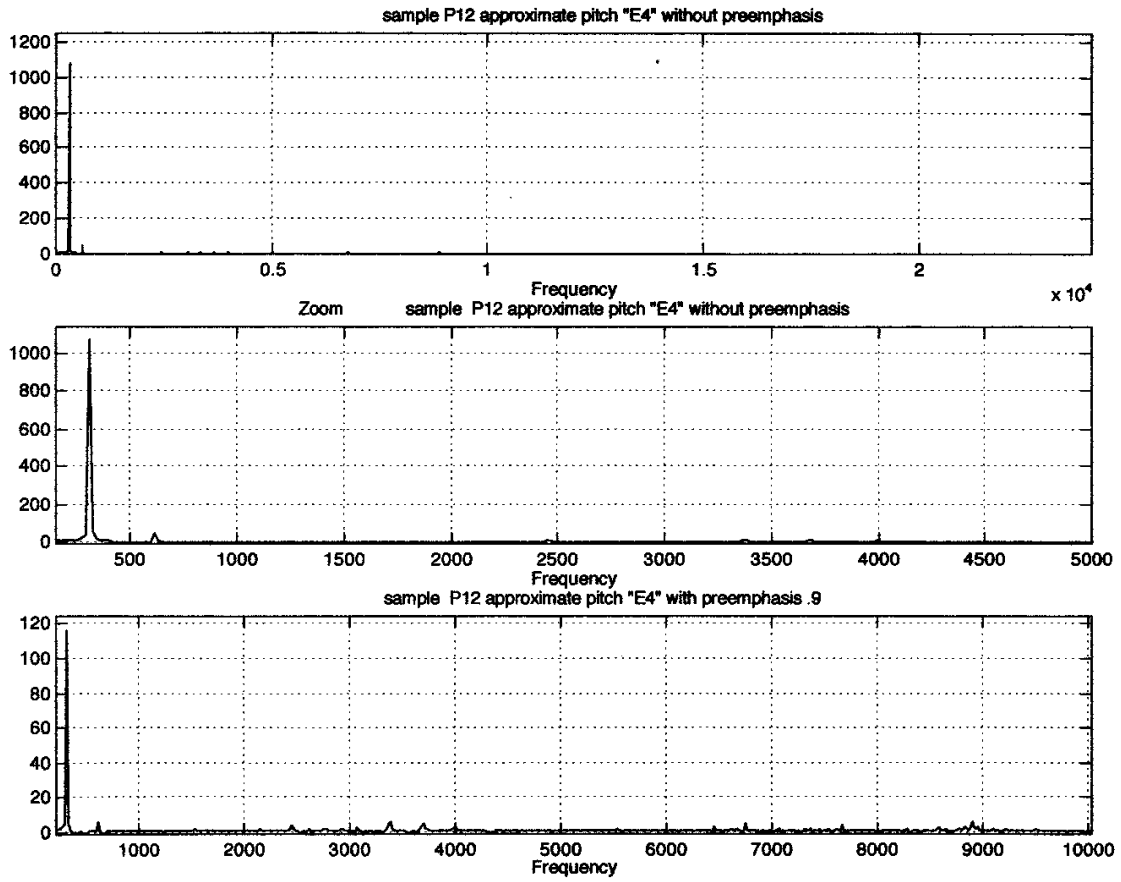 sample P12 approximate pitch "E4" without preemphasis
1200
1000
800
600
400
200
0
0 0.5 1 1.5 2
Frequency
x 10^4
Zoom sample P12 approximate pitch "E4" without preemphasis
1000
800
600
400
200
0
500 1000 1500 2000 2500 3000 3500 4000 4500 5000
Frequency
sample P12 approximate pitch "E4" with preemphasis .9
120
100
80
60
40
20
0
1000 2000 3000 4000 5000 6000 7000 8000 9000 10000
Frequency